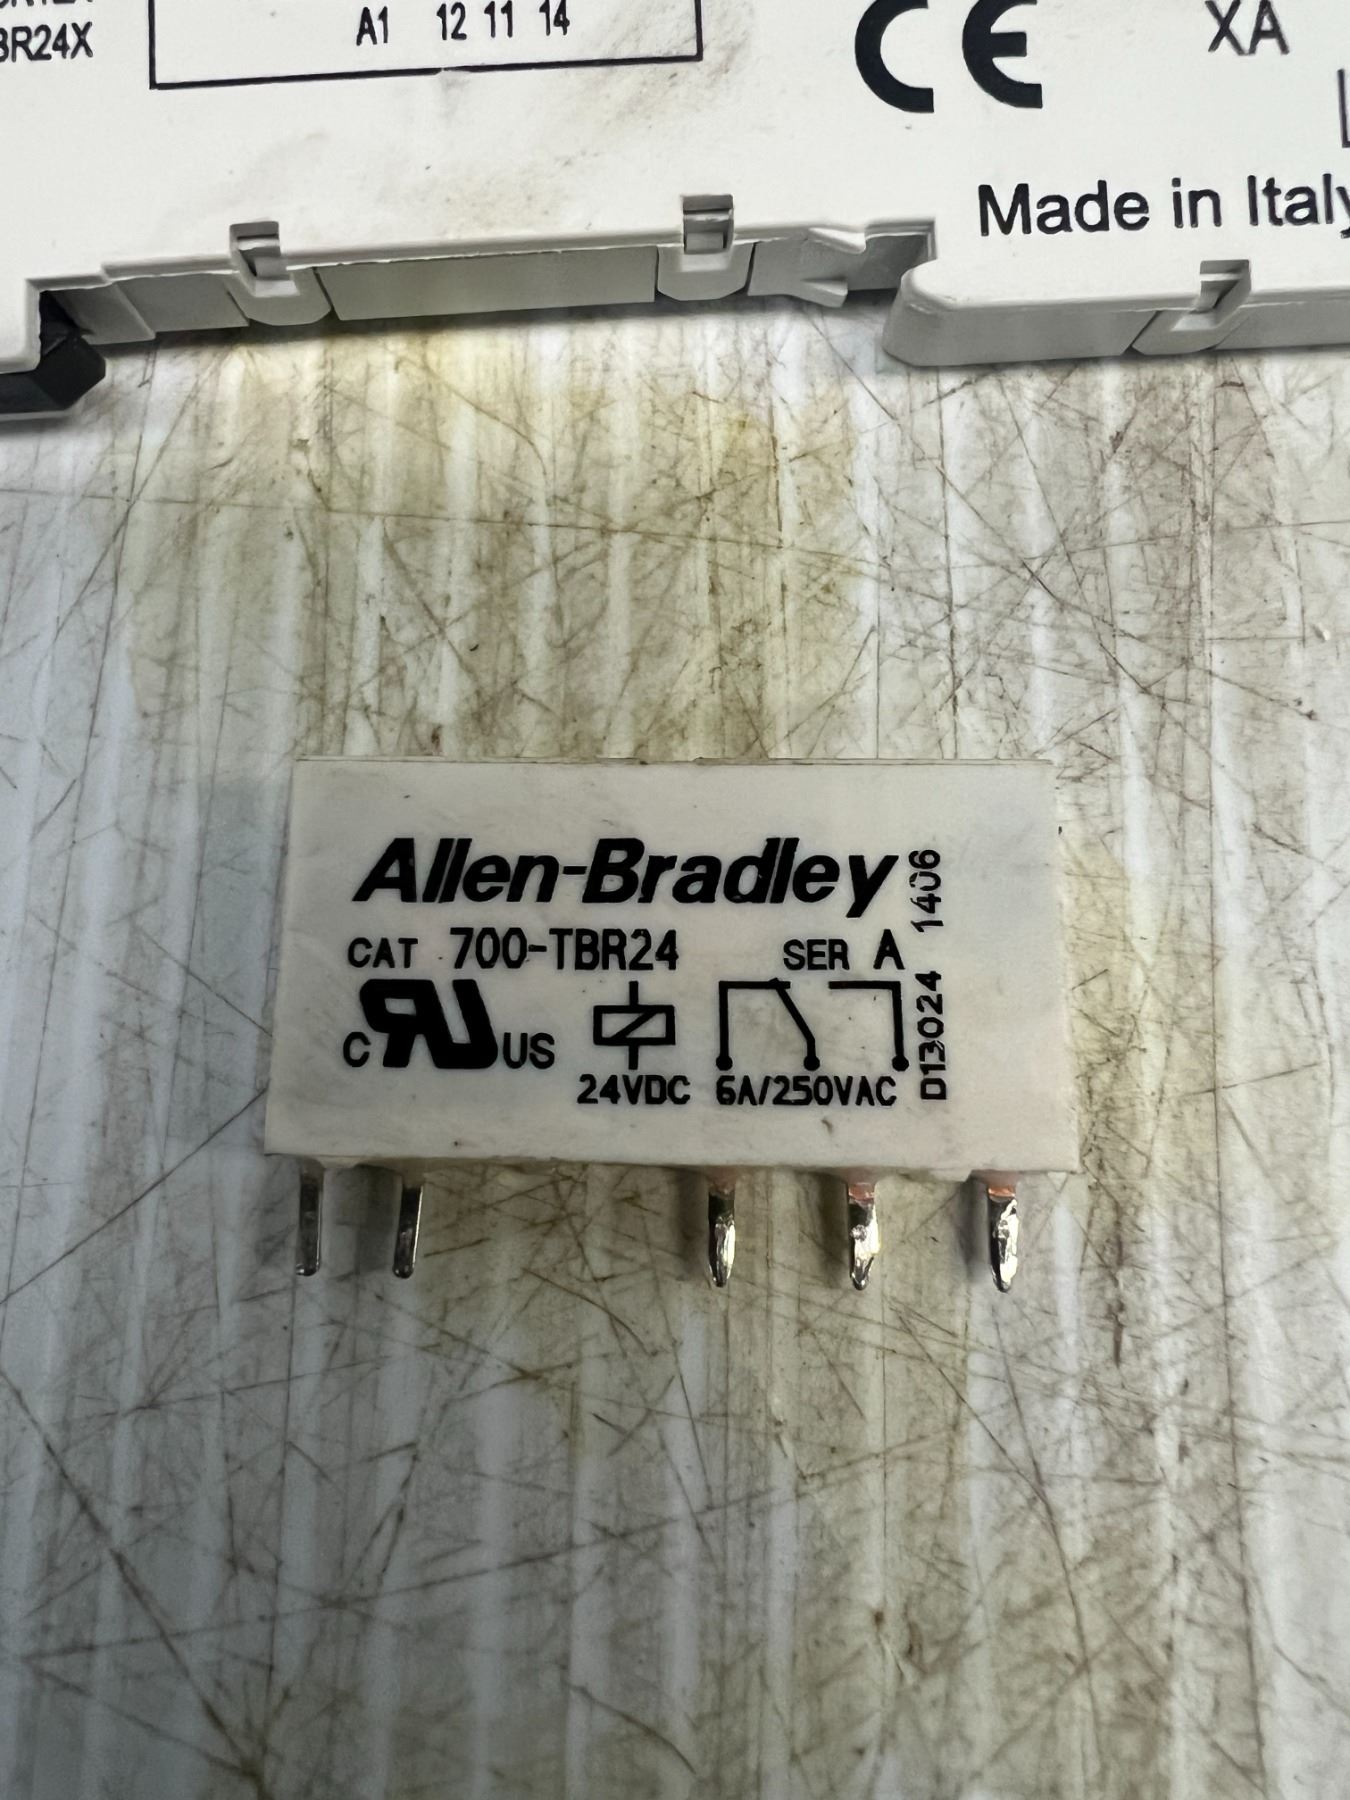 BR24X
A1 12 11 14
CE
XA
Made in Italy
Allen-Bradley
CAT 700-TBR24 SER A
c RU US
24VDC 6A/250VAC
D13024 1406